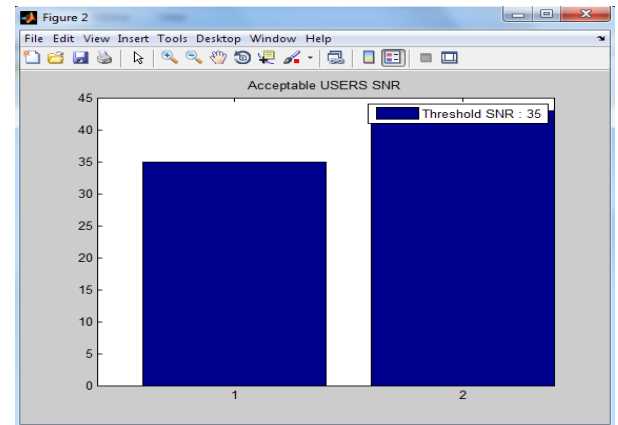 Figure 2
File Edit View Insert Tools Desktop Window Help
Acceptable USERS SNR
Threshold SNR : 35
45
40
35
30
25
20
15
10
5
0
1 2